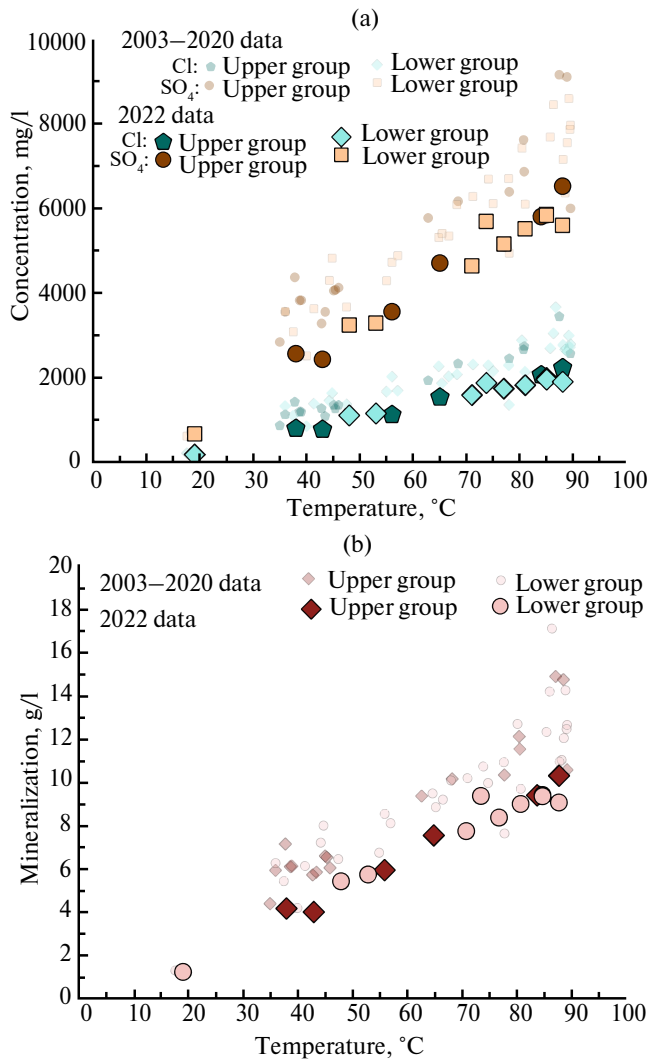 (a)
10000
8000
6000
4000
2000
0
Concentration, mg/l
2003–2020 data
Cl: Upper group Lower group
SO4: Upper group Lower group
2022 data
Cl: Upper group Lower group
SO4: Upper group Lower group
0 10 20 30 40 50 60 70 80 90 100
Temperature, °C
(b)
20
18
16
14
12
10
8
6
4
2
0
Mineralization, g/l
2003–2020 data Upper group Lower group
2022 data Upper group Lower group
0 10 20 30 40 50 60 70 80 90 100
Temperature, °C